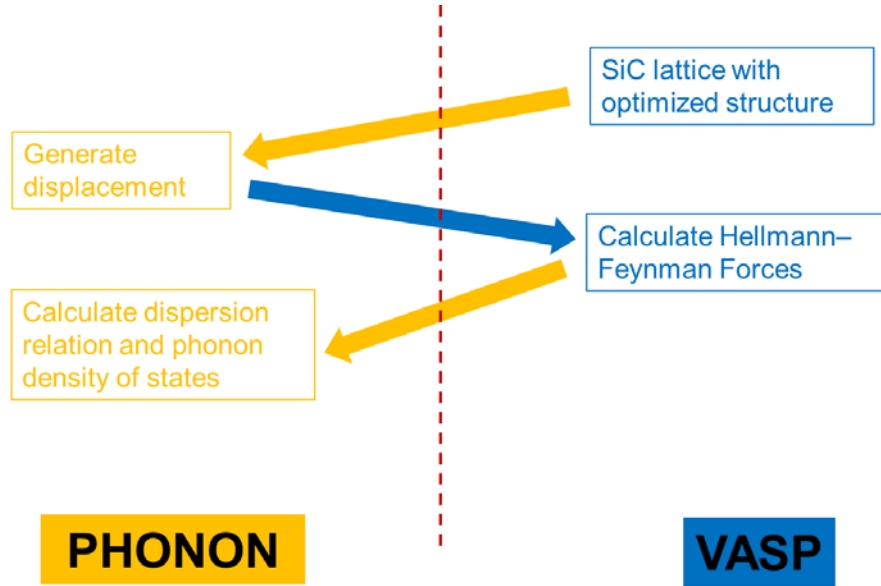 SiC lattice with
optimized structure
Generate
displacement
Calculate Hellmann–
Feynman Forces
Calculate dispersion
relation and phonon
density of states
PHONON
VASP